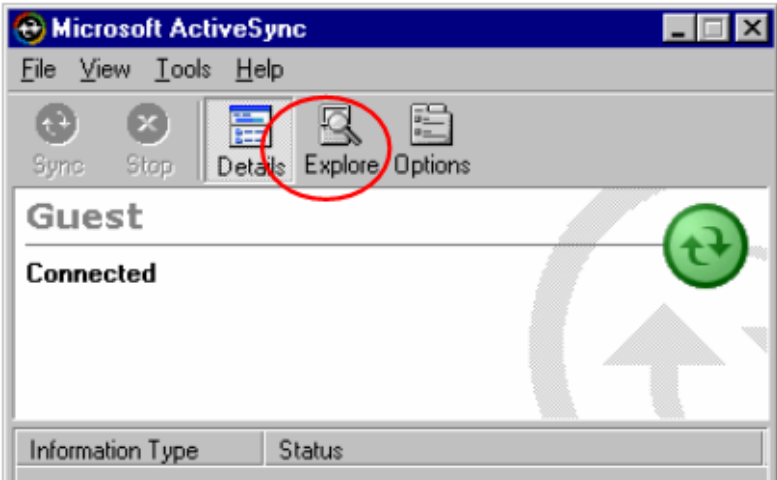 Microsoft ActiveSync
File View Tools Help
Sync Stop Details Explore Options
Guest
Connected
Information Type Status